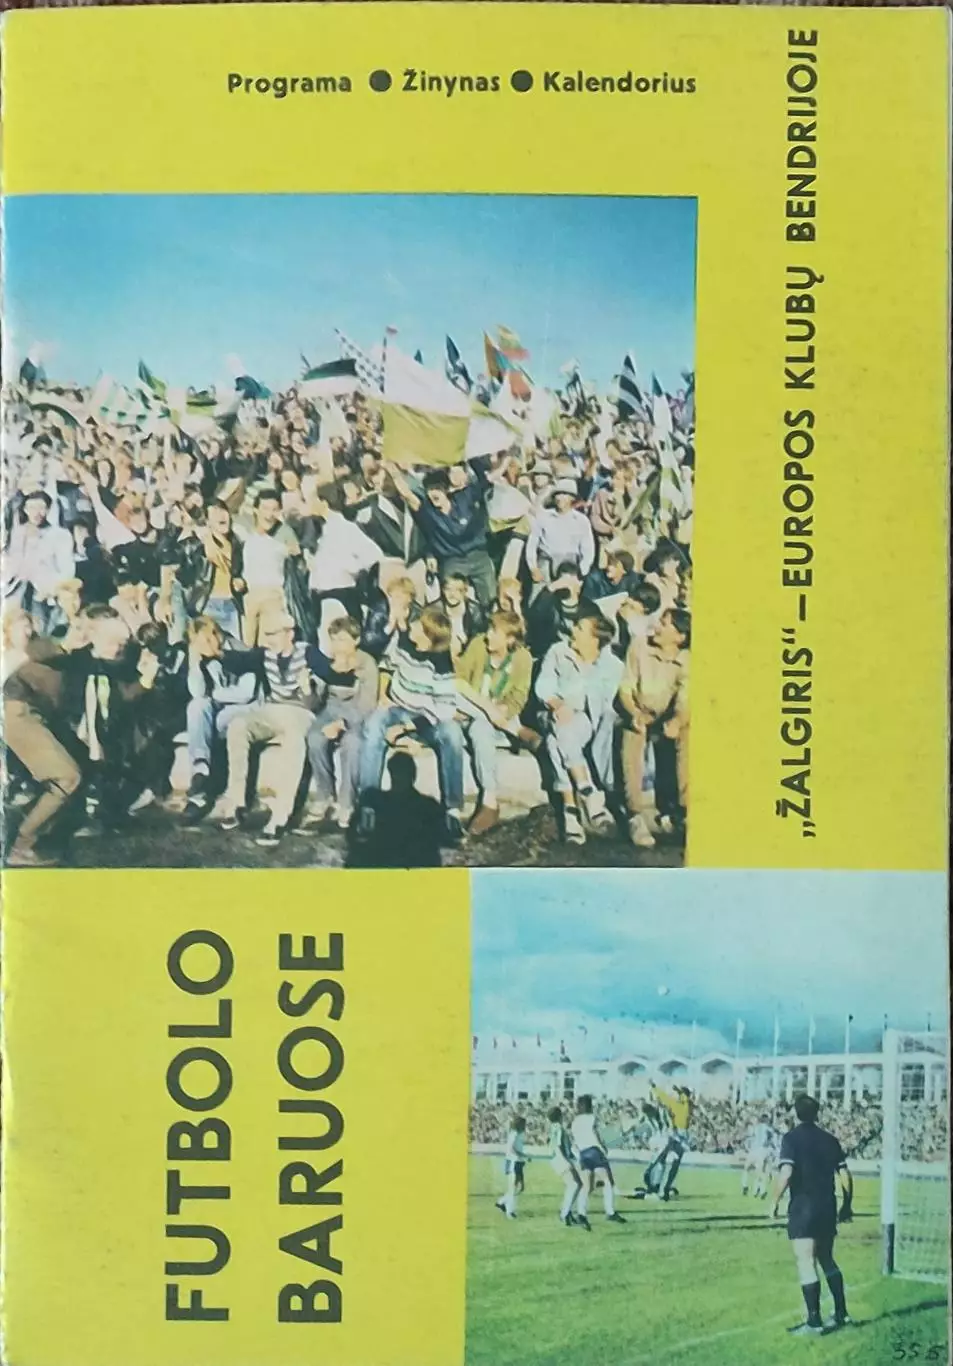 Programa ● Žinynas ● Kalendorius
„ŽALGIRIS“–EUROPOS KLUBŲ BENDRIJOJE
FUTBOLO
BARUOSE